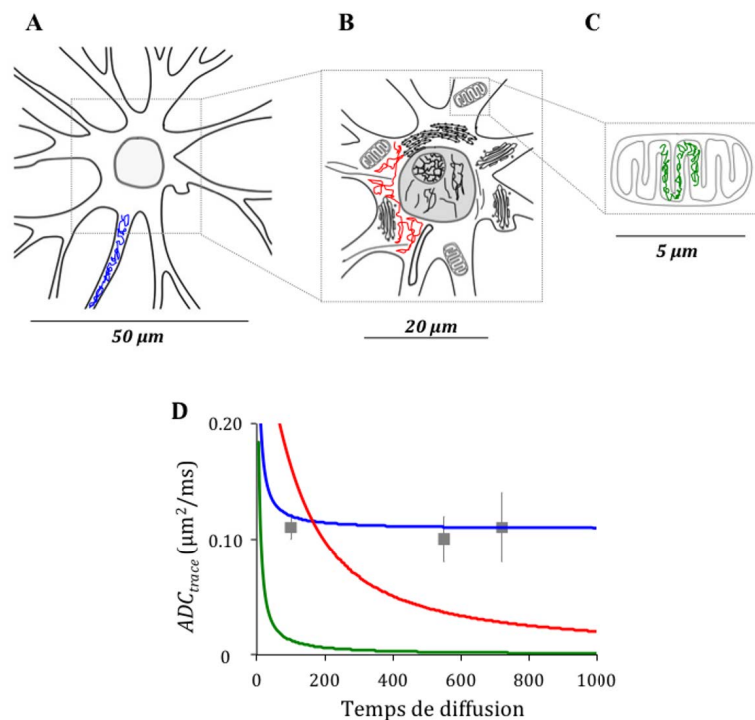 A
B
C
50 µm
20 µm
5 µm
D
0.20
0.10
0
ADCtrace (µm²/ms)
0 200 400 600 800 1000
Temps de diffusion